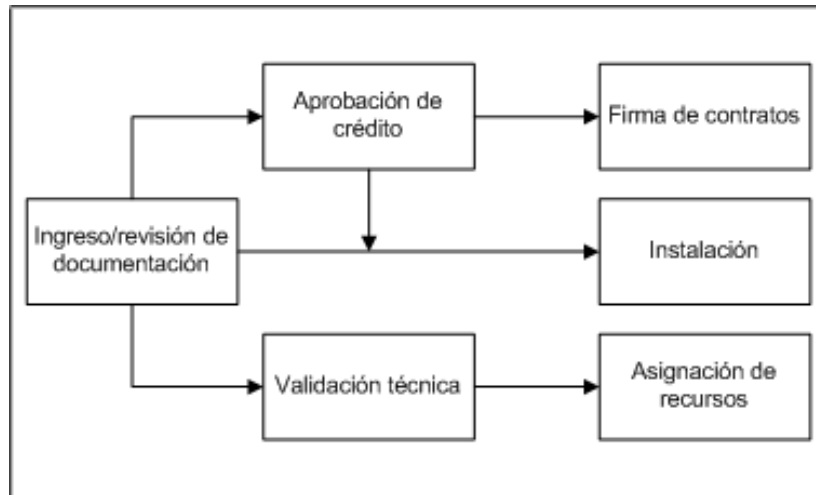 Aprobación de
crédito
Firma de contratos
Ingreso/revisión de
documentación
Instalación
Validación técnica
Asignación de
recursos